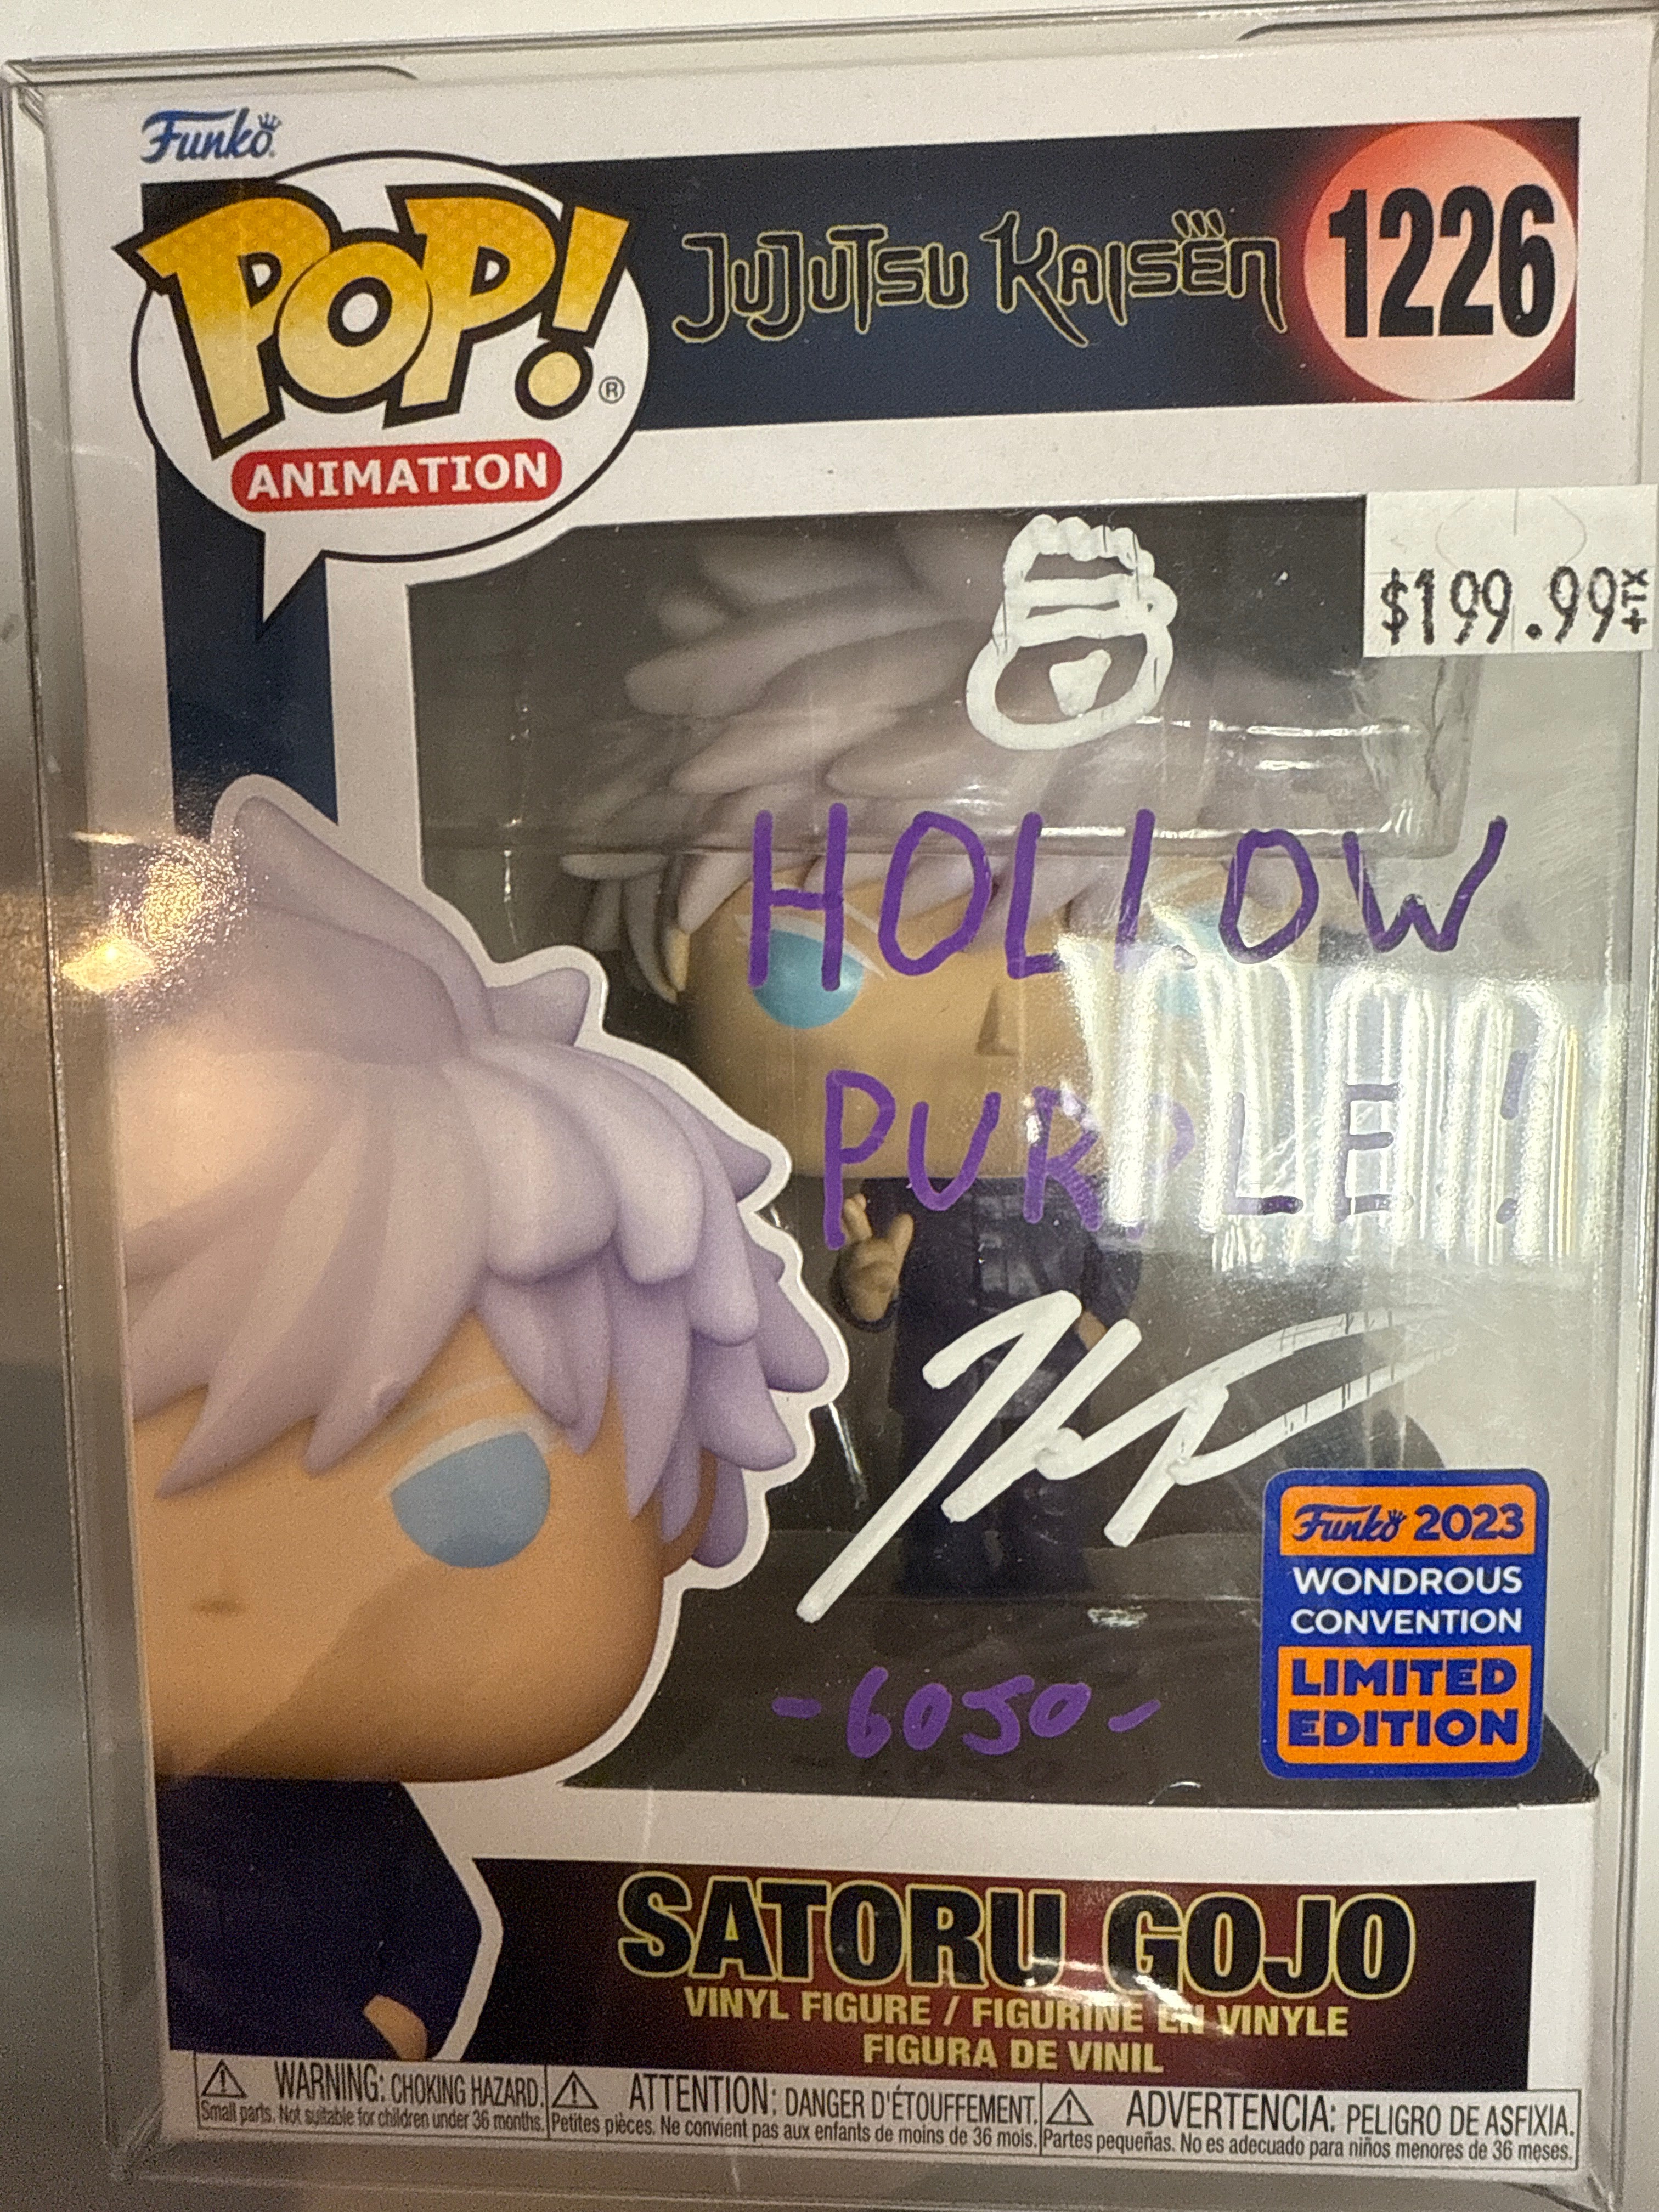 Funko
POP!®
ANIMATION
JUJUTSU KAISEN
1226
$199.99+TX
HOLLOW
PURPLE!
-GOJO-
Funko 2023
WONDROUS
CONVENTION
LIMITED
EDITION
SATORU GOJO
VINYL FIGURE / FIGURINE EN VINYLE
FIGURA DE VINIL
WARNING: CHOKING HAZARD.
Small parts. Not suitable for children under 36 months.
ATTENTION: DANGER D'ÉTOUFFEMENT.
Petites pièces. Ne convient pas aux enfants de moins de 36 mois.
ADVERTENCIA: PELIGRO DE ASFIXIA.
Partes pequeñas. No es adecuado para niños menores de 36 meses.